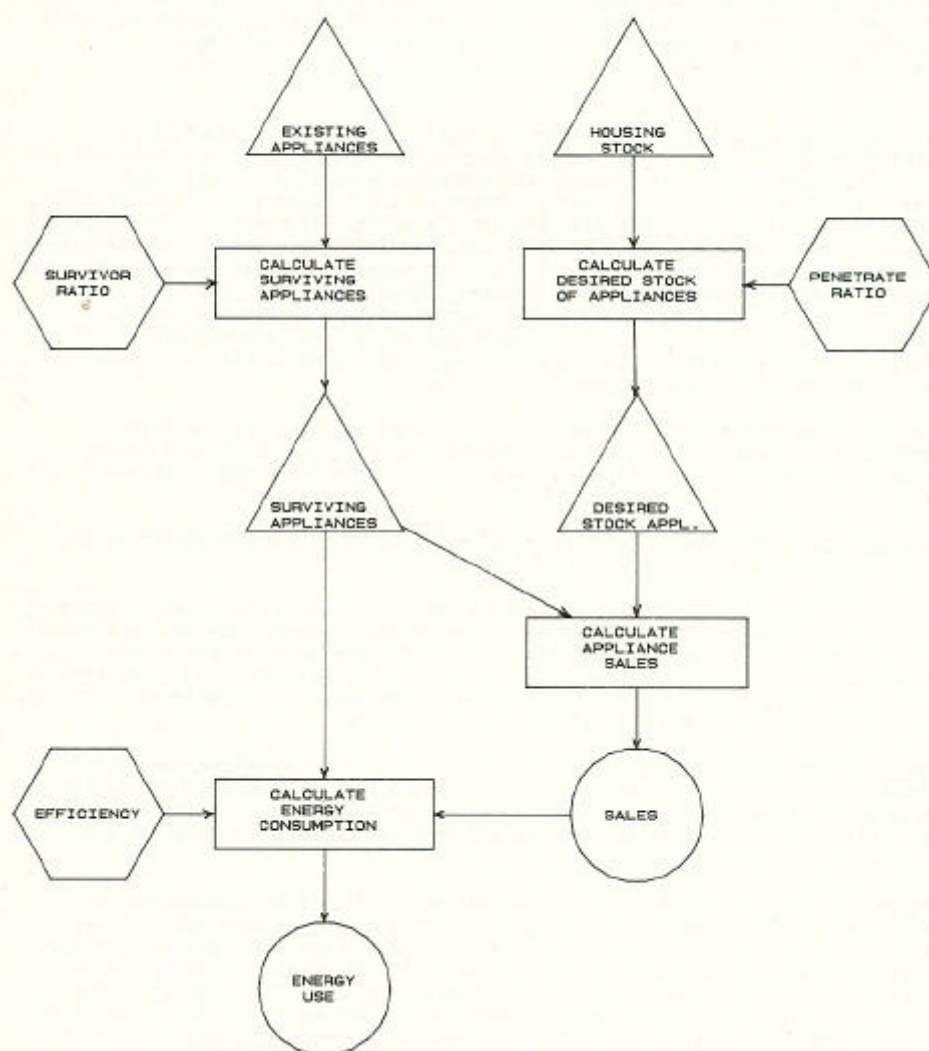 EXISTING
APPLIANCES
HOUSING
STOCK
SURVIVOR
RATIO
CALCULATE
SURVIVING
APPLIANCES
CALCULATE
DESIRED STOCK
OF APPLIANCES
PENETRATE
RATIO
SURVIVING
APPLIANCES
DESIRED
STOCK APPL.
CALCULATE
APPLIANCE
SALES
EFFICIENCY
CALCULATE
ENERGY
CONSUMPTION
SALES
ENERGY
USE